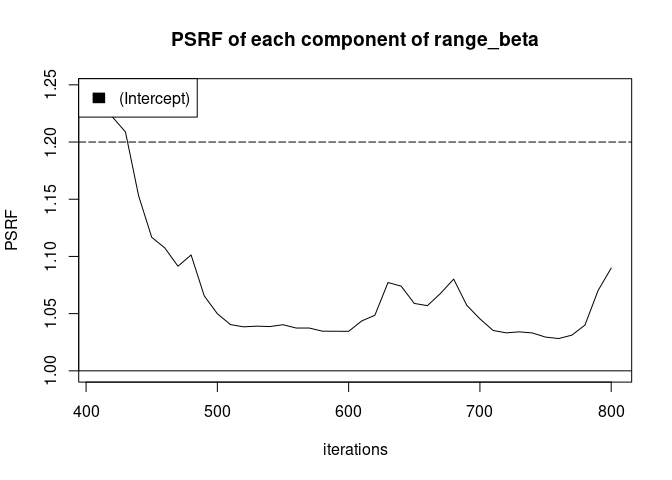 PSRF of each component of range_beta
(Intercept)
PSRF
1.25
1.20
1.15
1.10
1.05
1.00
400 500 600 700 800
iterations